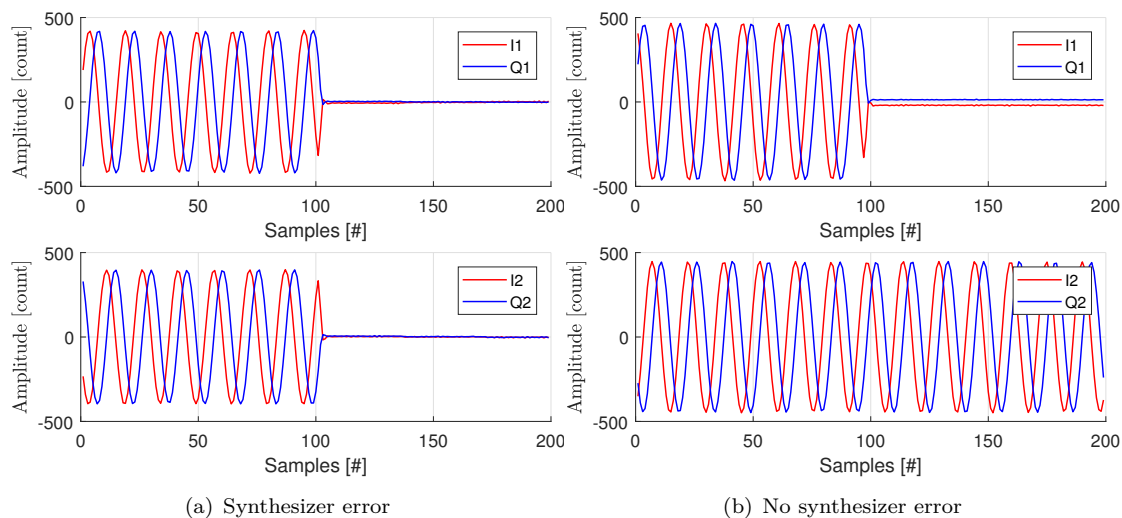 Amplitude [count]
500
0
-500
I1
Q1
0
50
100
150
200
Samples [#]
Amplitude [count]
500
0
-500
I1
Q1
0
50
100
150
200
Samples [#]
Amplitude [count]
500
0
-500
I2
Q2
0
50
100
150
200
Samples [#]
Amplitude [count]
500
0
-500
I2
Q2
0
50
100
150
200
Samples [#]
(a) Synthesizer error
(b) No synthesizer error